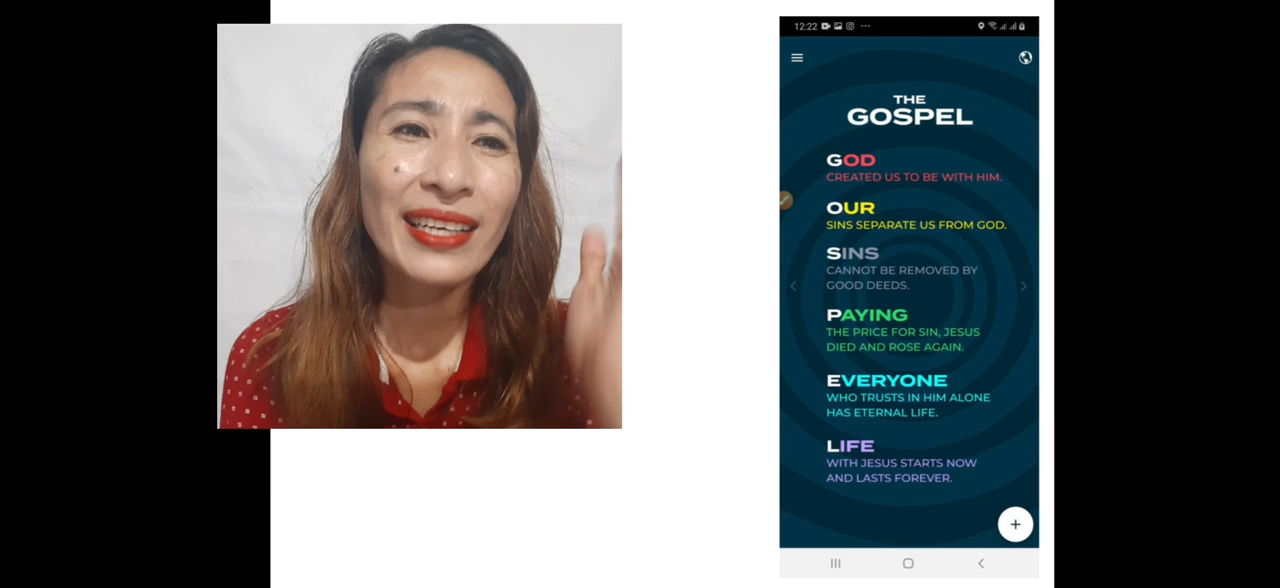 12:22
THE
GOSPEL
GOD
CREATED US TO BE WITH HIM.
OUR
SINS SEPARATE US FROM GOD.
SINS
CANNOT BE REMOVED BY
GOOD DEEDS.
PAYING
THE PRICE FOR SIN, JESUS
DIED AND ROSE AGAIN.
EVERYONE
WHO TRUSTS IN HIM ALONE
HAS ETERNAL LIFE.
LIFE
WITH JESUS STARTS NOW
AND LASTS FOREVER.